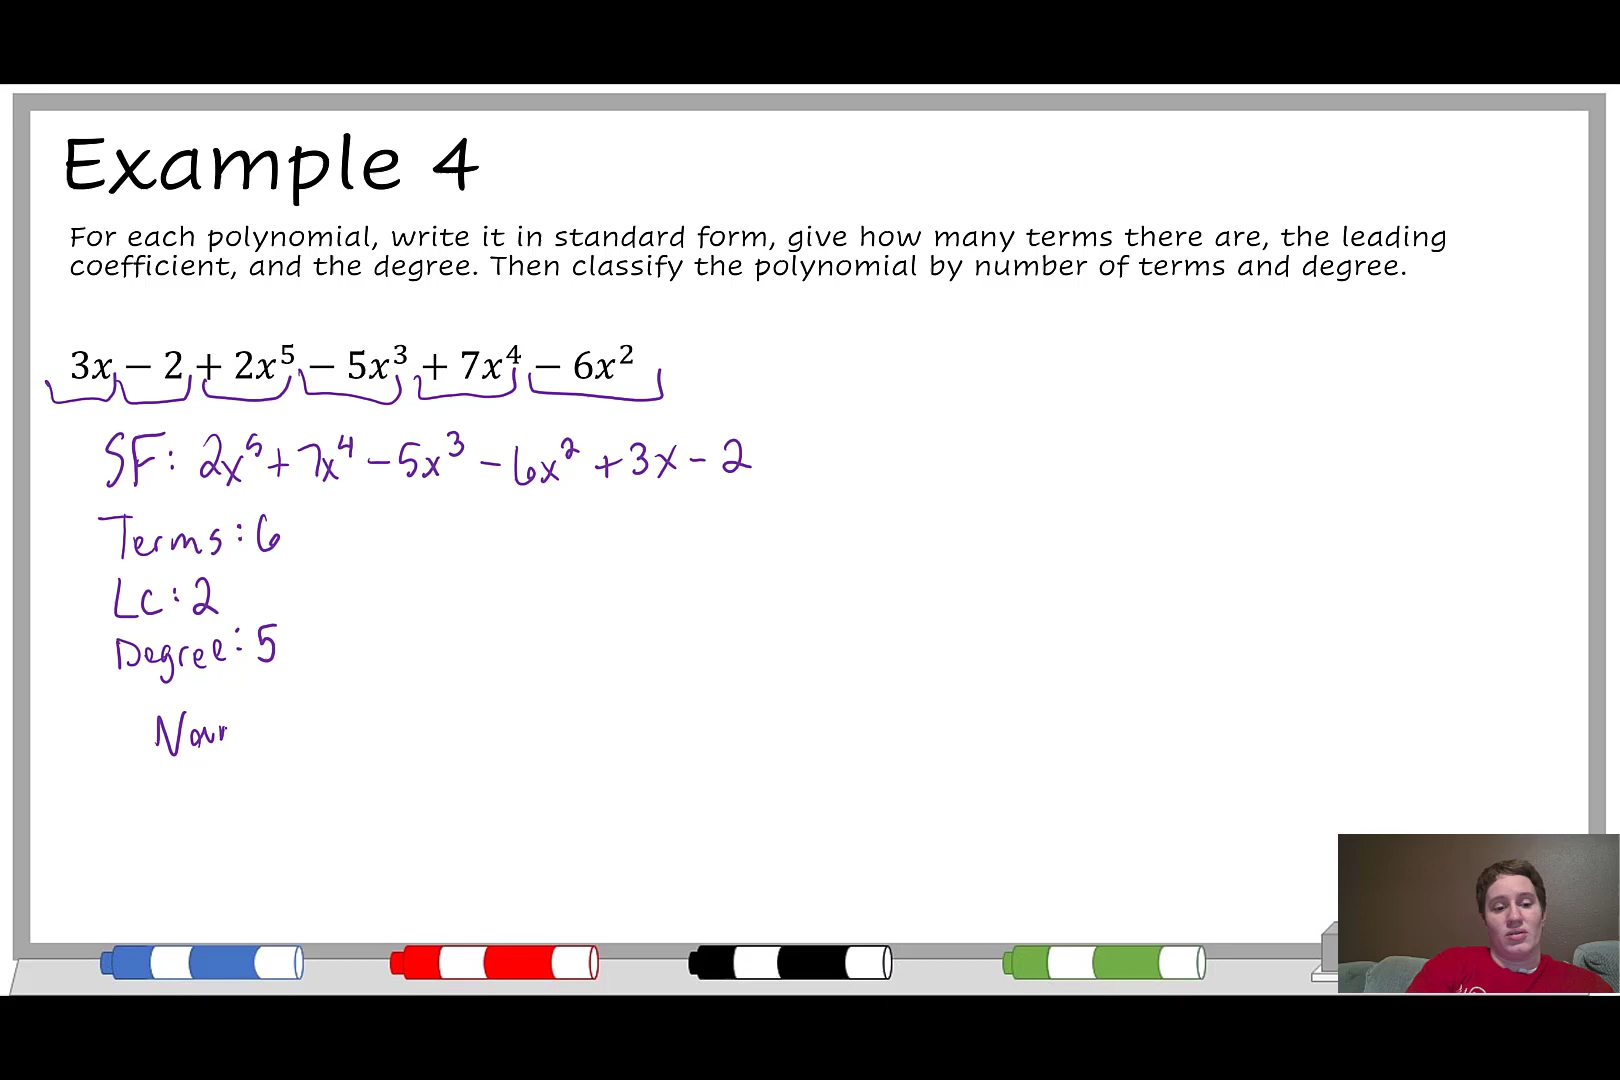 Example 4
For each polynomial, write it in standard form, give how many terms there are, the leading
coefficient, and the degree. Then classify the polynomial by number of terms and degree.
3x − 2 + 2x⁵ − 5x³ + 7x⁴ − 6x²
SF: 2x⁵ + 7x⁴ − 5x³ − 6x² + 3x − 2
Terms: 6
LC: 2
Degree: 5